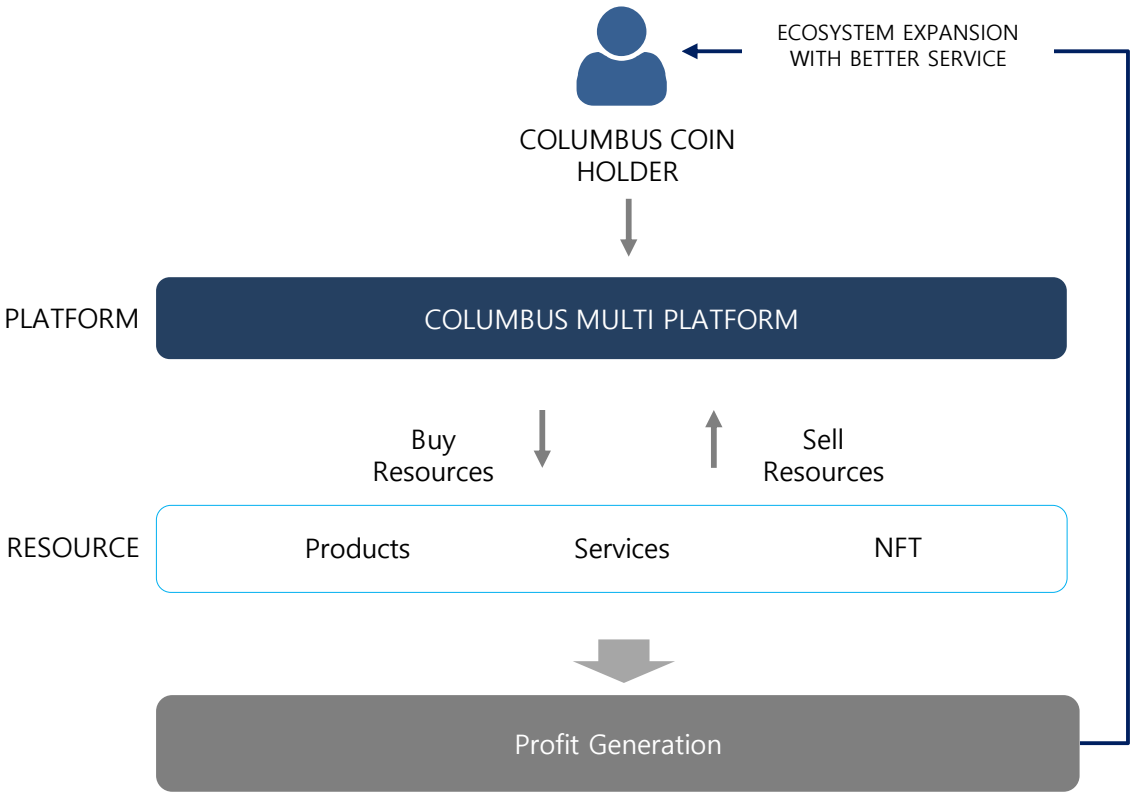 ECOSYSTEM EXPANSION
WITH BETTER SERVICE
COLUMBUS COIN
HOLDER
PLATFORM
COLUMBUS MULTI PLATFORM
Buy
Resources
Sell
Resources
RESOURCE
Products
Services
NFT
Profit Generation